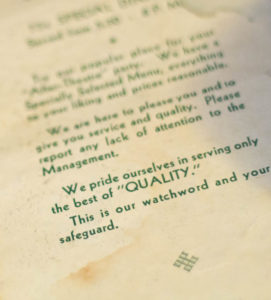 Try our popular place for your
"After-Theatre" party. We have a
Specially Selected Menu, everything
to your liking and prices reasonable.
We are here to please you and to
give you service and quality. Please
report any lack of attention to the
Management.
We pride ourselves in serving only
the best of "QUALITY."
This is our watchword and your
safeguard.